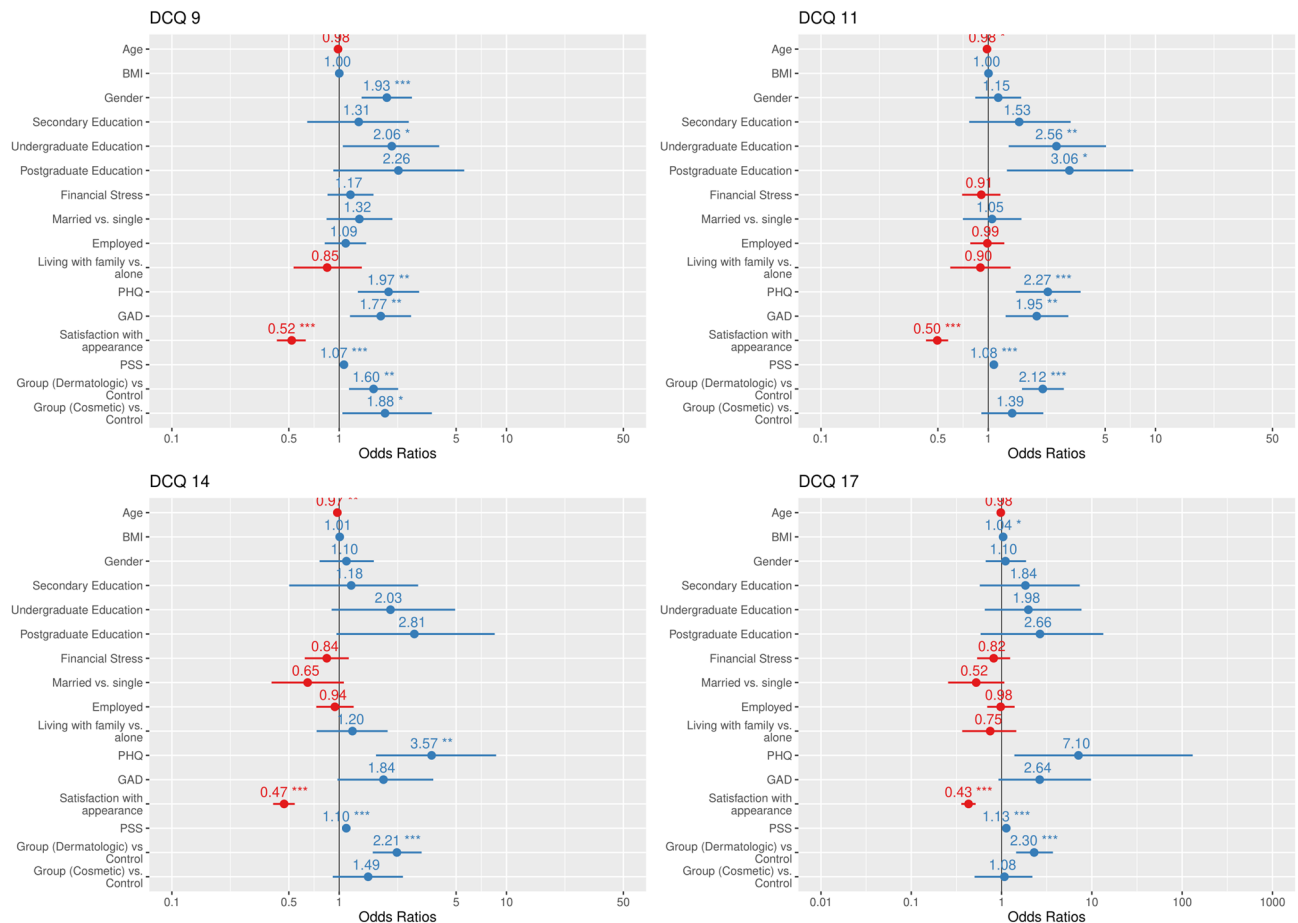 DCQ 9
Age
BMI
Gender
Secondary Education
Undergraduate Education
Postgraduate Education
Financial Stress
Married vs. single
Employed
Living with family vs.
alone
PHQ
GAD
Satisfaction with
appearance
PSS
Group (Dermatologic) vs
Control
Group (Cosmetic) vs.
Control
0.98
1.00
1.93 ***
1.31
2.06 *
2.26
1.17
1.32
1.09
0.85
1.97 **
1.77 **
0.52 ***
1.07 ***
1.60 **
1.88 *
0.1 0.5 1 5 10 50
Odds Ratios
DCQ 11
Age
BMI
Gender
Secondary Education
Undergraduate Education
Postgraduate Education
Financial Stress
Married vs. single
Employed
Living with family vs.
alone
PHQ
GAD
Satisfaction with
appearance
PSS
Group (Dermatologic) vs
Control
Group (Cosmetic) vs.
Control
0.98 *
1.00
1.15
1.53
2.56 **
3.06 *
0.91
1.05
0.99
0.90
2.27 ***
1.95 **
0.50 ***
1.08 ***
2.12 ***
1.39
0.1 0.5 1 5 10 50
Odds Ratios
DCQ 14
Age
BMI
Gender
Secondary Education
Undergraduate Education
Postgraduate Education
Financial Stress
Married vs. single
Employed
Living with family vs.
alone
PHQ
GAD
Satisfaction with
appearance
PSS
Group (Dermatologic) vs
Control
Group (Cosmetic) vs.
Control
0.97 **
1.01
1.10
1.18
2.03
2.81
0.84
0.65
0.94
1.20
3.57 **
1.84
0.47 ***
1.10 ***
2.21 ***
1.49
0.1 0.5 1 5 10 50
Odds Ratios
DCQ 17
Age
BMI
Gender
Secondary Education
Undergraduate Education
Postgraduate Education
Financial Stress
Married vs. single
Employed
Living with family vs.
alone
PHQ
GAD
Satisfaction with
appearance
PSS
Group (Dermatologic) vs
Control
Group (Cosmetic) vs.
Control
0.98
1.04 *
1.10
1.84
1.98
2.66
0.82
0.52
0.98
0.75
7.10
2.64
0.43 ***
1.13 ***
2.30 ***
1.08
0.01 0.1 1 10 100 1000
Odds Ratios